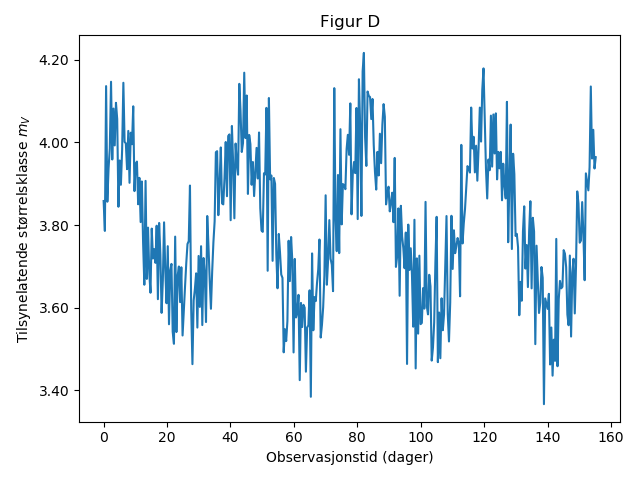 Figur D
Tilsynelatende størrelsklasse $m_V$
4.20
4.00
3.80
3.60
3.40
0 20 40 60 80 100 120 140 160
Observasjonstid (dager)